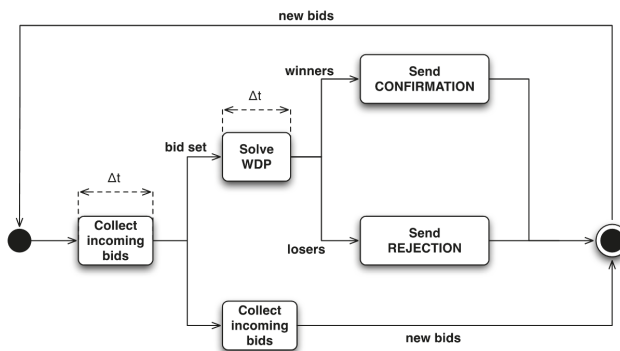 new bids
winners
Send
CONFIRMATION
Δt
bid set
Solve
WDP
Δt
Collect
incoming
bids
losers
Send
REJECTION
Collect
incoming
bids
new bids